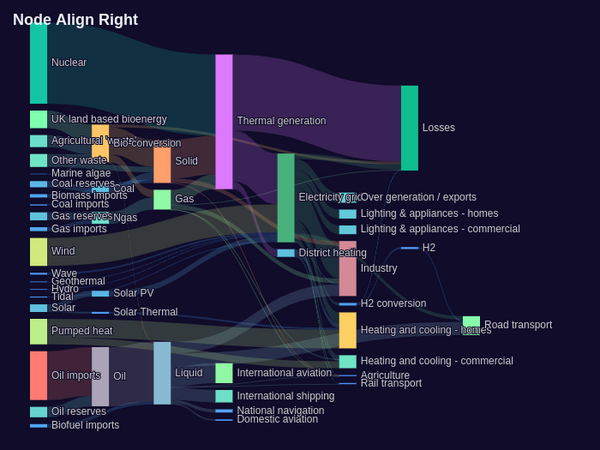 Node Align Right
Nuclear
UK land based bioenergy
Agricultural 'waste'
Bio-conversion
Other waste
Marine algae
Coal reserves
Coal
Biomass imports
Coal imports
Gas reserves
Ngas
Gas imports
Wind
Wave
Geothermal
Hydro
Tidal
Solar
Solar PV
Solar Thermal
Pumped heat
Oil imports
Oil
Oil reserves
Biofuel imports
Solid
Gas
Liquid
Thermal generation
International aviation
International shipping
National navigation
Domestic aviation
Electricity grid
District heating
Over generation / exports
Lighting & appliances - homes
Lighting & appliances - commercial
Industry
H2 conversion
Heating and cooling - homes
Heating and cooling - commercial
Agriculture
Rail transport
Losses
H2
Road transport